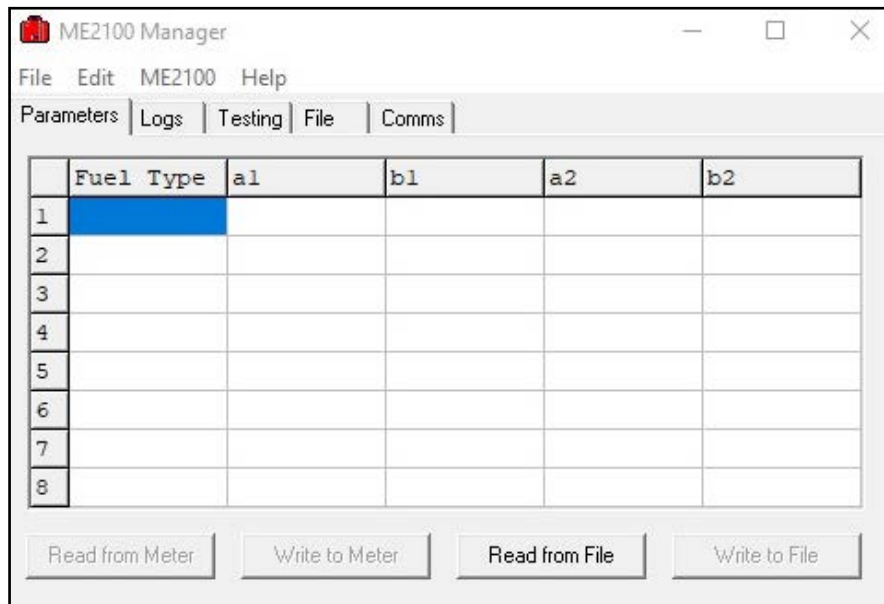 ME2100 Manager
File Edit ME2100 Help
Parameters Logs Testing File Comms
Fuel Type a1 b1 a2 b2
1
2
3
4
5
6
7
8
Read from Meter Write to Meter Read from File Write to File